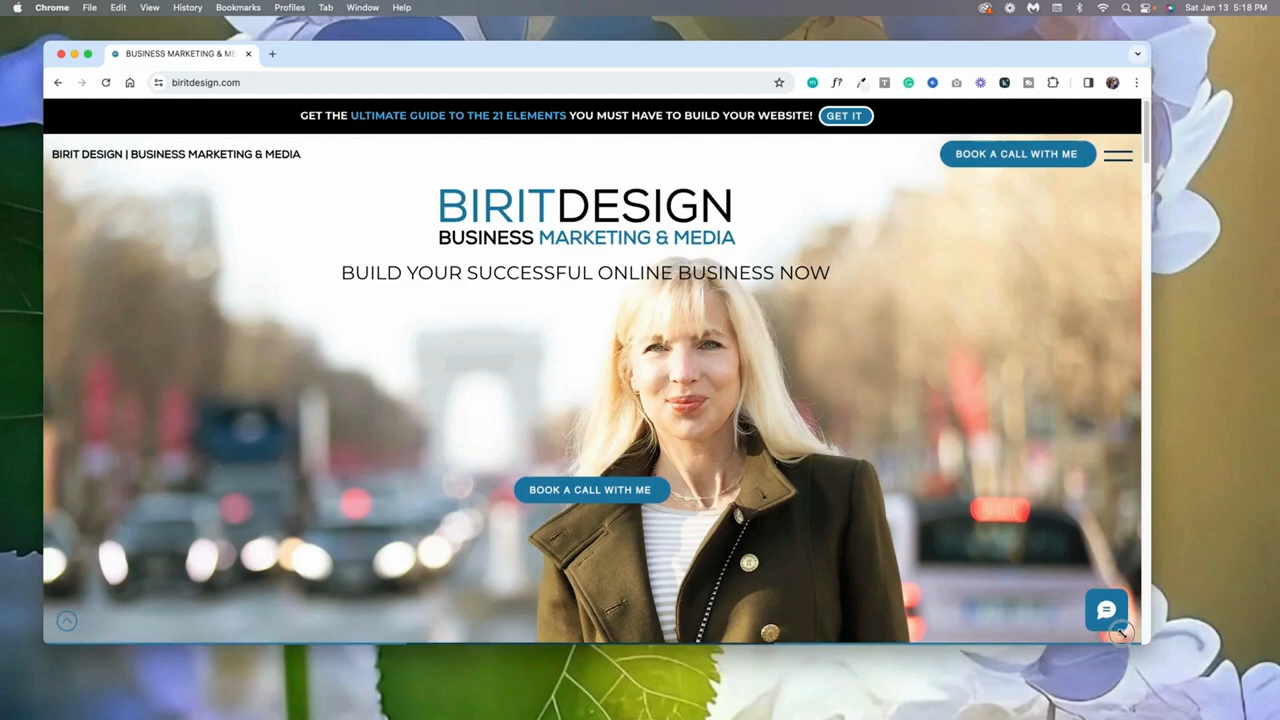 Chrome File Edit View History Bookmarks Profiles Tab Window Help Sat Jan 13 5:18 PM
BUSINESS MARKETING & ME
biritdesign.com
GET THE ULTIMATE GUIDE TO THE 21 ELEMENTS YOU MUST HAVE TO BUILD YOUR WEBSITE! GET IT
BIRIT DESIGN | BUSINESS MARKETING & MEDIA
BOOK A CALL WITH ME
BIRITDESIGN
BUSINESS MARKETING & MEDIA
BUILD YOUR SUCCESSFUL ONLINE BUSINESS NOW
BOOK A CALL WITH ME